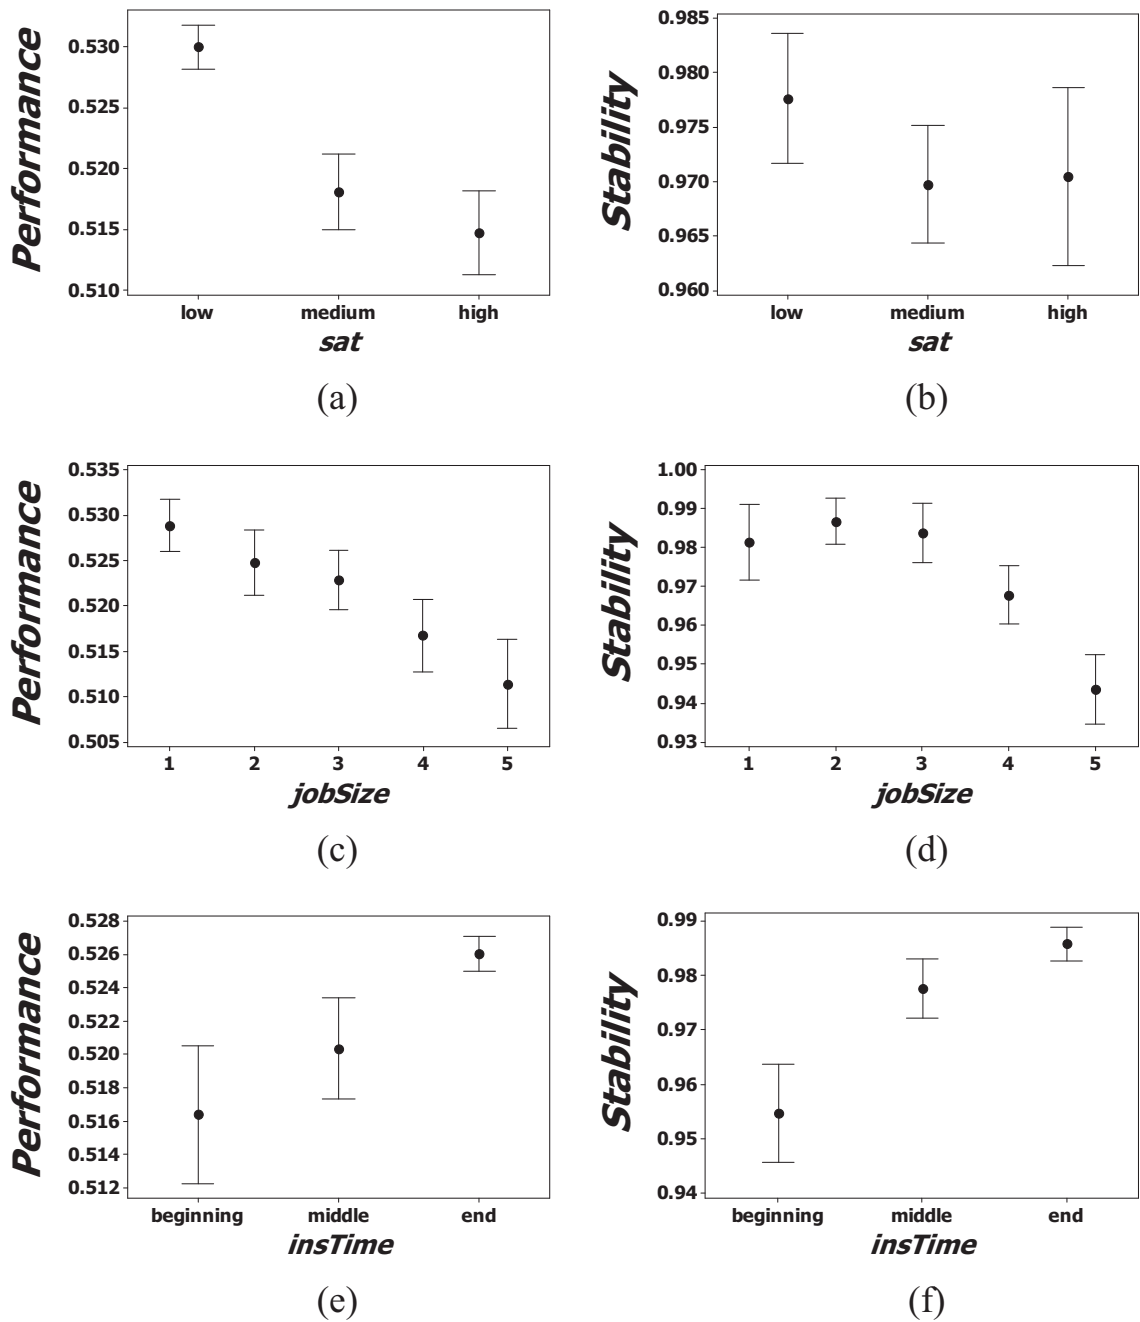 Performance
0.530
0.525
0.520
0.515
0.510
low medium high
sat
(a)
Stability
0.985
0.980
0.975
0.970
0.965
0.960
low medium high
sat
(b)
Performance
0.535
0.530
0.525
0.520
0.515
0.510
0.505
1 2 3 4 5
jobSize
(c)
Stability
1.00
0.99
0.98
0.97
0.96
0.95
0.94
0.93
1 2 3 4 5
jobSize
(d)
Performance
0.528
0.526
0.524
0.522
0.520
0.518
0.516
0.514
0.512
beginning middle end
insTime
(e)
Stability
0.99
0.98
0.97
0.96
0.95
0.94
beginning middle end
insTime
(f)